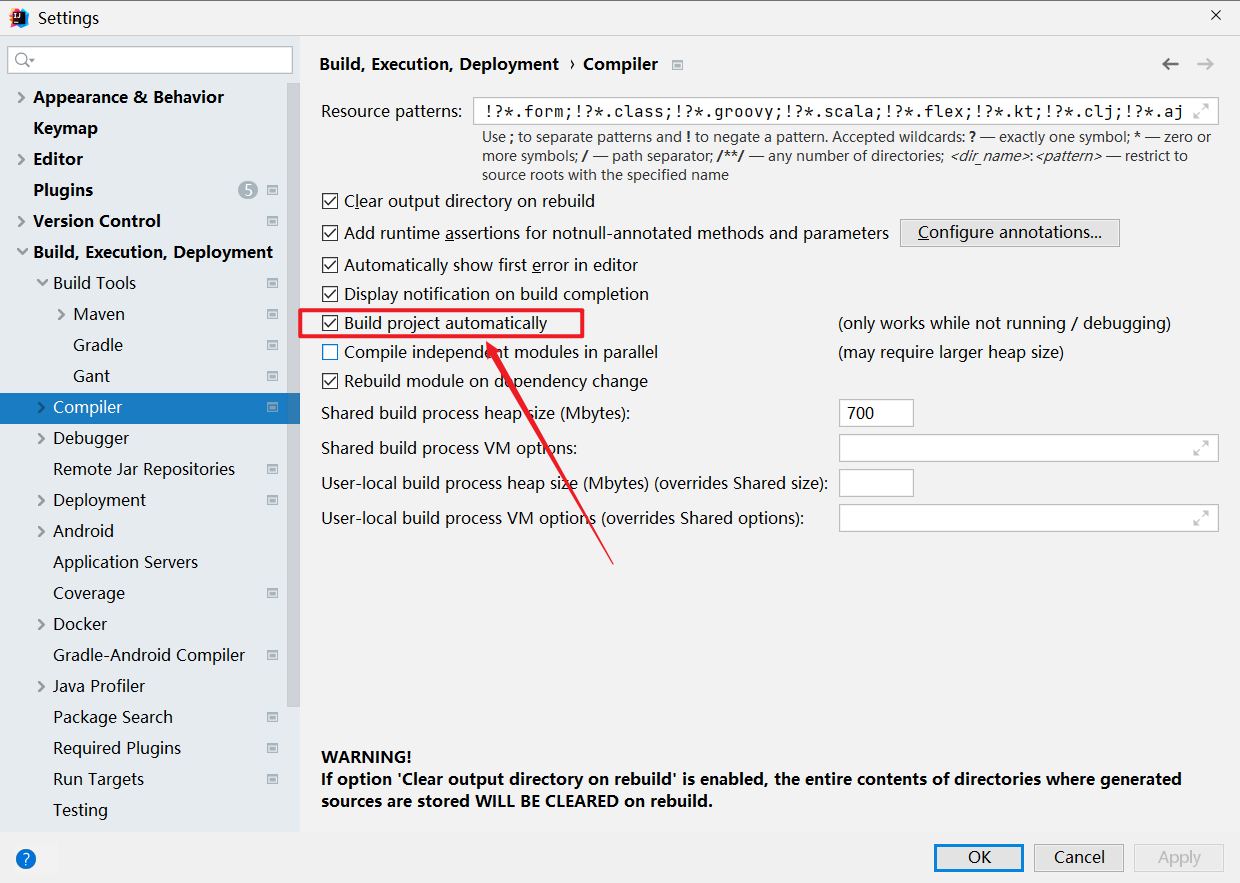 Settings
Appearance & Behavior
Keymap
Editor
Plugins 5
Version Control
Build, Execution, Deployment
Build Tools
Maven
Gradle
Gant
Compiler
Debugger
Remote Jar Repositories
Deployment
Android
Application Servers
Coverage
Docker
Gradle-Android Compiler
Java Profiler
Package Search
Required Plugins
Run Targets
Testing
Build, Execution, Deployment › Compiler
Resource patterns: !?*.form;!?*.class;!?*.groovy;!?*.scala;!?*.flex;!?*.kt;!?*.clj;!?*.aj
Use ; to separate patterns and ! to negate a pattern. Accepted wildcards: ? — exactly one symbol; * — zero or
more symbols; / — path separator; /**/ — any number of directories; <dir_name>:<pattern> — restrict to
source roots with the specified name
Clear output directory on rebuild
Add runtime assertions for notnull-annotated methods and parameters Configure annotations...
Automatically show first error in editor
Display notification on build completion
Build project automatically (only works while not running / debugging)
Compile independent modules in parallel (may require larger heap size)
Rebuild module on dependency change
Shared build process heap size (Mbytes): 700
Shared build process VM options:
User-local build process heap size (Mbytes) (overrides Shared size):
User-local build process VM options (overrides Shared options):
WARNING!
If option 'Clear output directory on rebuild' is enabled, the entire contents of directories where generated
sources are stored WILL BE CLEARED on rebuild.
? OK Cancel Apply